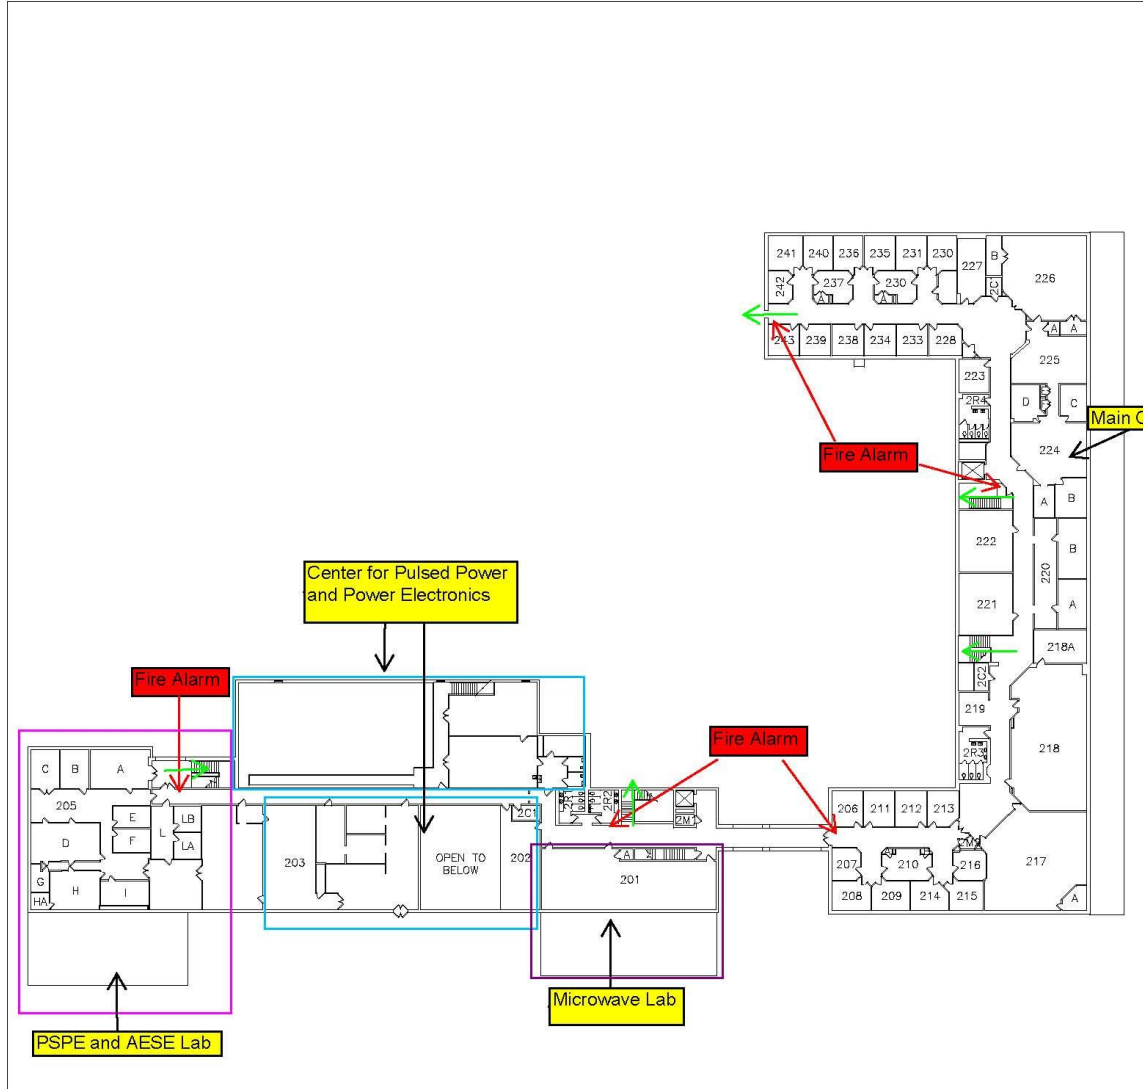 241 240 236 235 231 230
227
B
226
242
237
230
2C1
A
A
A
A
243 239 238 234 233 228
225
223
2R4
D
C
Main O
224
Fire Alarm
A
B
222
B
220
Center for Pulsed Power
and Power Electronics
221
A
218A
Fire Alarm
2C2
219
Fire Alarm
2R3
218
C B A
205
E
LB
2R1
2R2
2M
206 211 212 213
2C1
D
F
L
LA
203
OPEN TO
BELOW
202
A
201
207
210
2M
216
217
G
H
HA
I
208 209 214 215
A
Microwave Lab
PSPE and AESE Lab